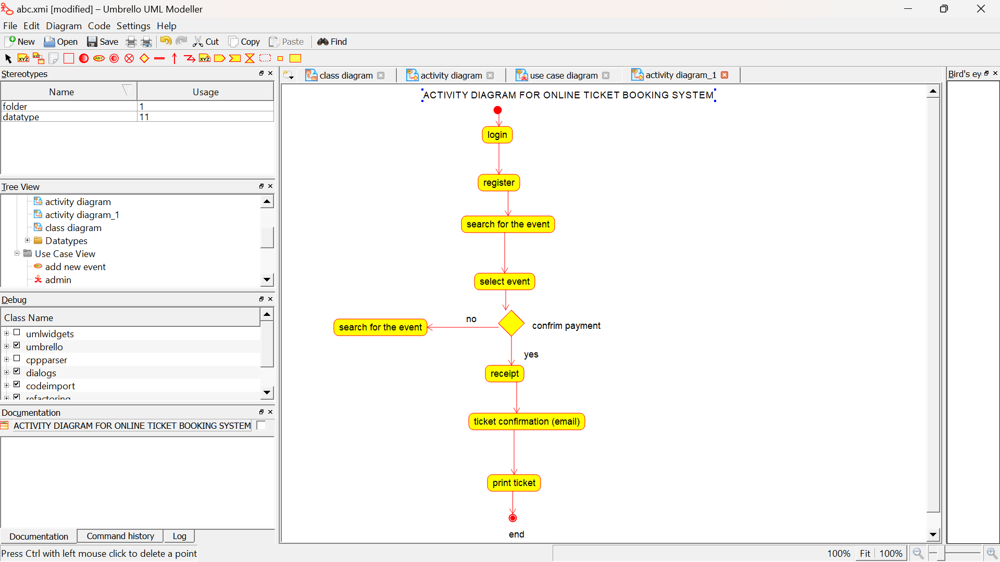 abc.xmi [modified] – Umbrello UML Modeller
File Edit Diagram Code Settings Help
New Open Save Cut Copy Paste Find
Stereotypes
Name Usage
folder 1
datatype 11
Tree View
activity diagram
activity diagram_1
class diagram
Datatypes
Use Case View
add new event
admin
Debug
Class Name
umlwidgets
umbrello
cppparser
dialogs
codeimport
refactoring
Documentation
ACTIVITY DIAGRAM FOR ONLINE TICKET BOOKING SYSTEM
Documentation Command history Log
Press Ctrl with left mouse click to delete a point
class diagram activity diagram use case diagram activity diagram_1
ACTIVITY DIAGRAM FOR ONLINE TICKET BOOKING SYSTEM
login
register
search for the event
select event
no
search for the event
confrim payment
yes
receipt
ticket confirmation (email)
print ticket
end
Bird's ey
100% Fit 100%